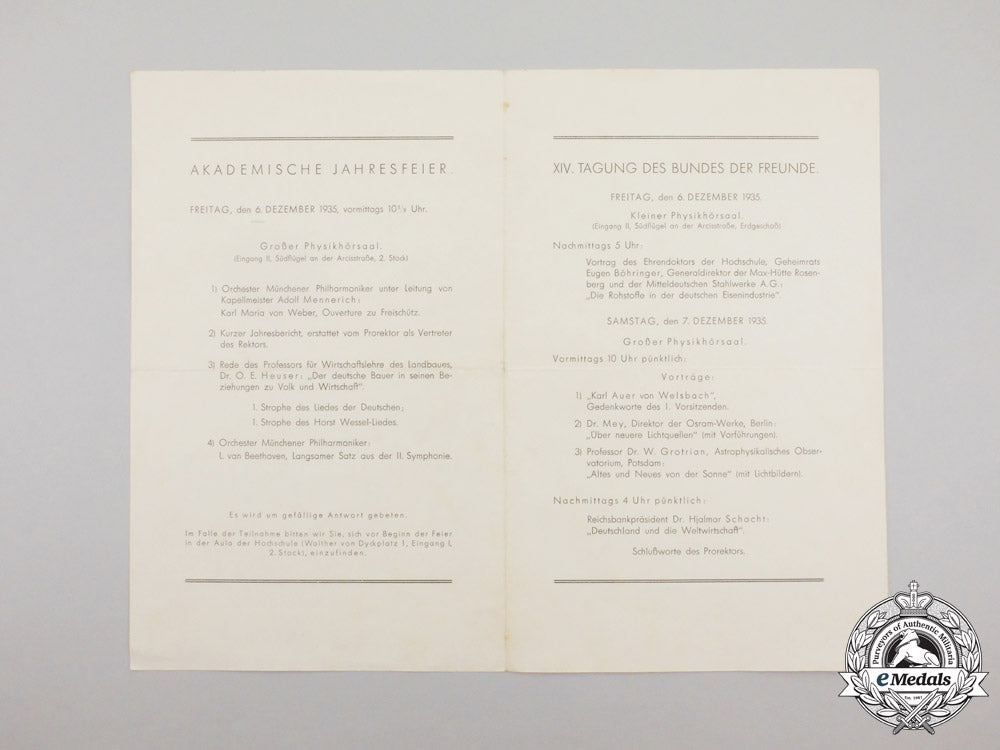 AKADEMISCHE JAHRESFEIER.
FREITAG, den 6. DEZEMBER 1935, vormittags 10³/₄ Uhr.
Großer Physikhörsaal.
(Eingang II, Südflügel an der Arcisstraße, 2. Stock)
1) Orchester Münchener Philharmoniker unter Leitung von
Kapellmeister Adolf Mennerich:
Karl Maria von Weber, Ouverture zu Freischütz.
2) Kurzer Jahresbericht, erstattet vom Prorektor als Vertreter
des Rektors.
3) Rede des Professors für Wirtschaftslehre des Landbaues,
Dr. O. E. Heuser: „Der deutsche Bauer in seinen Be-
ziehungen zu Volk und Wirtschaft".
1. Strophe des Liedes der Deutschen;
1. Strophe des Horst Wessel-Liedes.
4) Orchester Münchener Philharmoniker:
L. van Beethoven, Langsamer Satz aus der II. Symphonie.
Es wird um gefällige Antwort gebeten.
Im Falle der Teilnahme bitten wir Sie, sich vor Beginn der Feier
in der Aula der Hochschule (Walther von Dyckplatz 1, Eingang I,
2. Stock), einzufinden.
XIV. TAGUNG DES BUNDES DER FREUNDE.
FREITAG, den 6. DEZEMBER 1935.
Kleiner Physikhörsaal.
(Eingang II, Südflügel an der Arcisstraße, Erdgeschoß)
Nachmittags 5 Uhr:
Vortrag des Ehrendoktors der Hochschule, Geheimrats
Eugen Böhringer, Generaldirektor der Max-Hütte Rosen-
berg und der Mitteldeutschen Stahlwerke A.G.:
„Die Rohstoffe in der deutschen Eisenindustrie".
SAMSTAG, den 7. DEZEMBER 1935.
Großer Physikhörsaal.
Vormittags 10 Uhr pünktlich:
Vorträge:
1) „Karl Auer von Welsbach",
Gedenkworte des 1. Vorsitzenden.
2) Dr. Mey, Direktor der Osram-Werke, Berlin:
„Über neuere Lichtquellen" (mit Vorführungen).
3) Professor Dr. W. Grotrian, Astrophysikalisches Obser-
vatorium, Potsdam:
„Altes und Neues von der Sonne" (mit Lichtbildern).
Nachmittags 4 Uhr pünktlich:
Reichsbankpräsident Dr. Hjalmar Schacht:
„Deutschland und die Weltwirtschaft".
Schlußworte des Prorektors.
Purveyors of Authentic Militaria
eMedals
Est. 1987